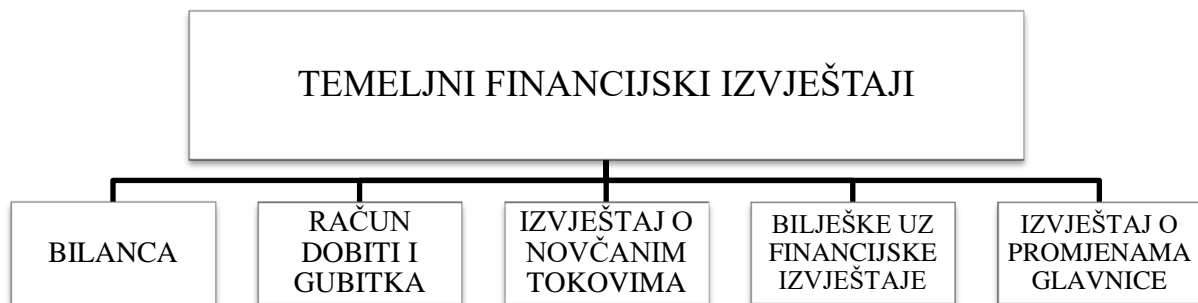 TEMELJNI FINANCIJSKI IZVJEŠTAJI
BILANCA
RAČUN
DOBITI I
GUBITKA
IZVJEŠTAJ O
NOVČANIM
TOKOVIMA
BILJEŠKE UZ
FINANCIJSKE
IZVJEŠTAJE
IZVJEŠTAJ O
PROMJENAMA
GLAVNICE